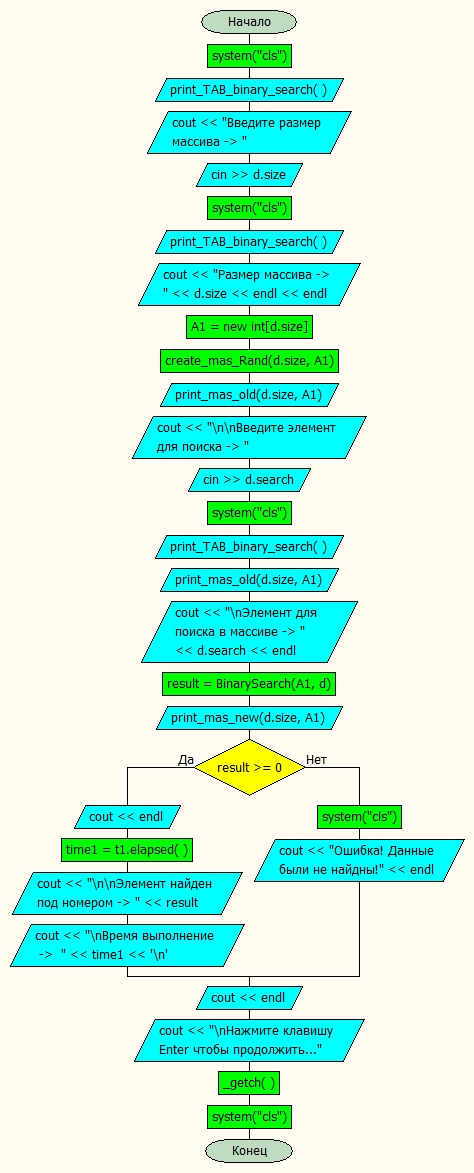 Начало
system("cls")
print_TAB_binary_search( )
cout << "Введите размер
массива -> "
cin >> d.size
system("cls")
print_TAB_binary_search( )
cout << "Размер массива ->
" << d.size << endl << endl
A1 = new int[d.size]
create_mas_Rand(d.size, A1)
print_mas_old(d.size, A1)
cout << "\n\nВведите элемент
для поиска -> "
cin >> d.search
system("cls")
print_TAB_binary_search( )
print_mas_old(d.size, A1)
cout << "\nЭлемент для
поиска в массиве -> "
<< d.search << endl
result = BinarySearch(A1, d)
print_mas_new(d.size, A1)
result >= 0
Да
Нет
cout << endl
time1 = t1.elapsed( )
cout << "\n\nЭлемент найден
под номером -> " << result
cout << "\nВремя выполнение
->  " << time1 << '\n'
system("cls")
cout << "Ошибка! Данные
были не найдны!" << endl
cout << endl
cout << "\nНажмите клавишу
Enter чтобы продолжить..."
_getch( )
system("cls")
Конец